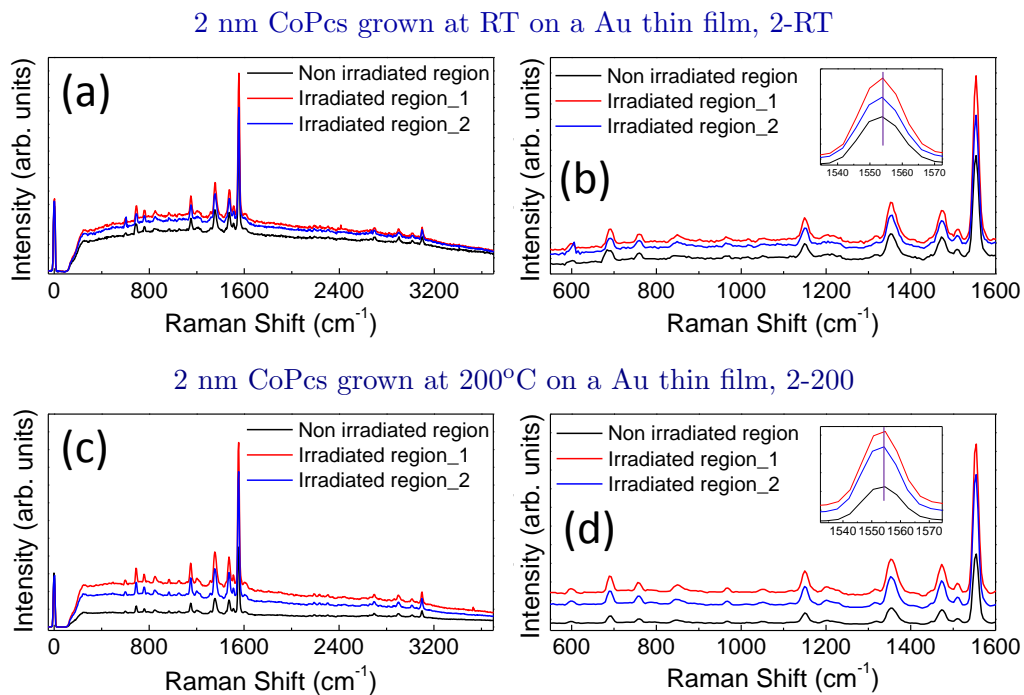 2 nm CoPcs grown at RT on a Au thin film, 2-RT
(a)
Non irradiated region
Irradiated region_1
Irradiated region_2
Intensity (arb. units)
0 800 1600 2400 3200
Raman Shift (cm⁻¹)
(b)
Non irradiated region
Irradiated region_1
Irradiated region_2
1540 1550 1560 1570
Intensity (arb. units)
600 800 1000 1200 1400 1600
Raman Shift (cm⁻¹)
2 nm CoPcs grown at 200°C on a Au thin film, 2-200
(c)
Non irradiated region
Irradiated region_1
Irradiated region_2
Intensity (arb. units)
0 800 1600 2400 3200
Raman Shift (cm⁻¹)
(d)
Non irradiated region
Irradiated region_1
Irradiated region_2
1540 1550 1560 1570
Intensity (arb. units)
600 800 1000 1200 1400 1600
Raman Shift (cm⁻¹)